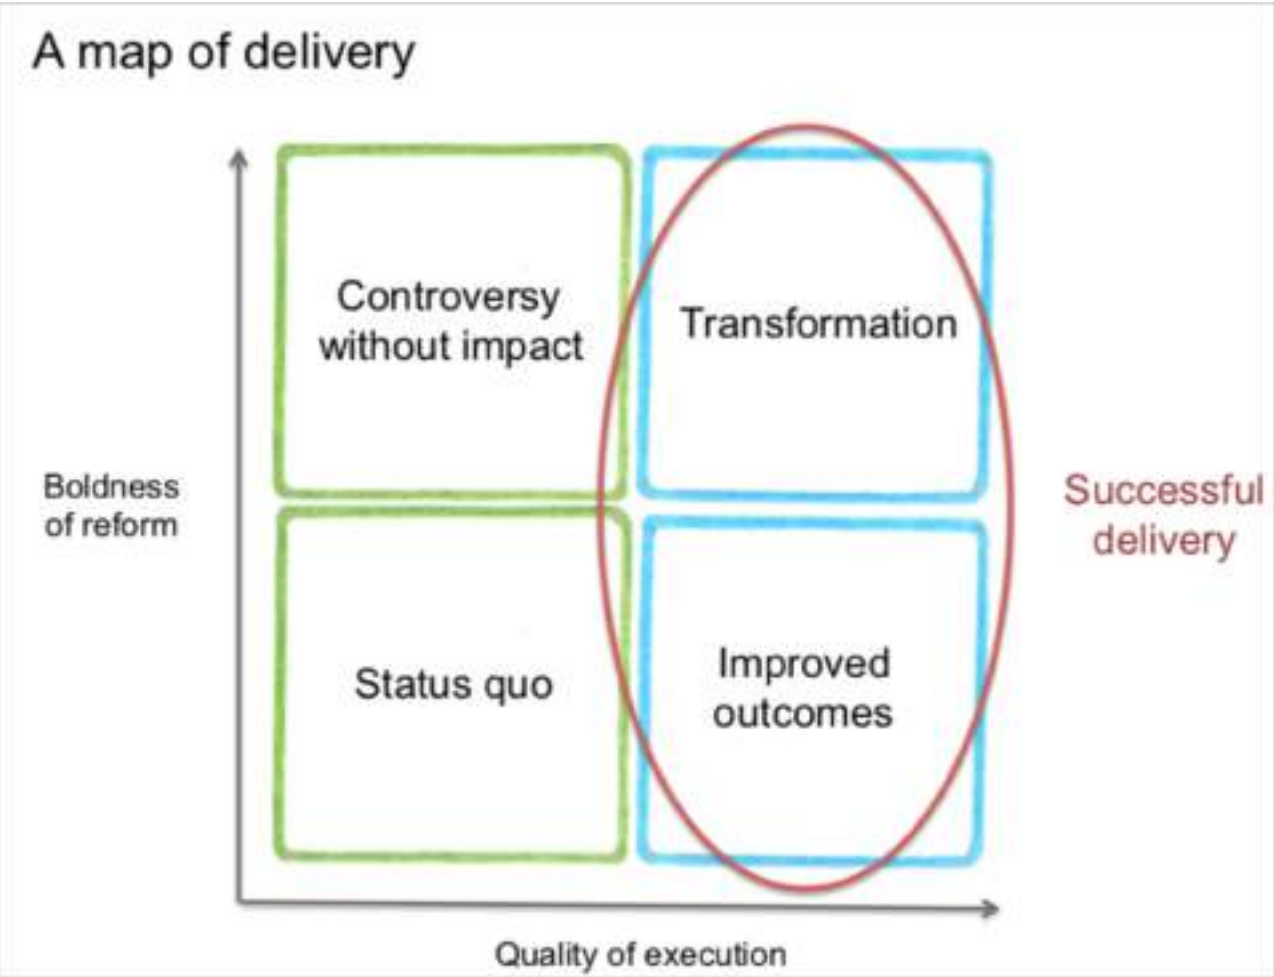 A map of delivery
Controversy
without impact
Transformation
Boldness
of reform
Successful
delivery
Status quo
Improved
outcomes
Quality of execution